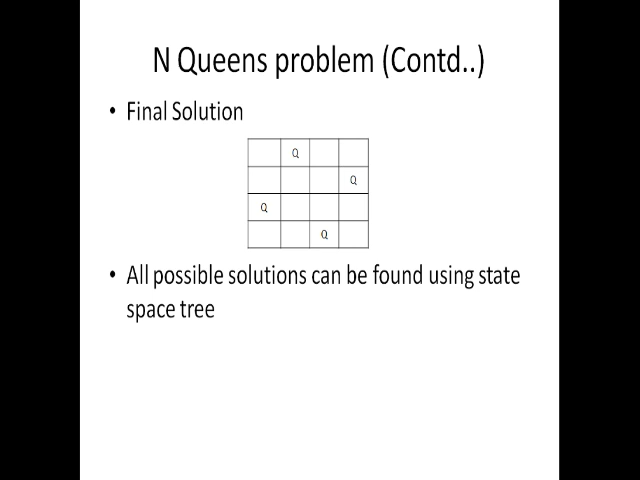 N Queens problem (Contd..)
• Final Solution
Q
Q
Q
Q
• All possible solutions can be found using state
space tree